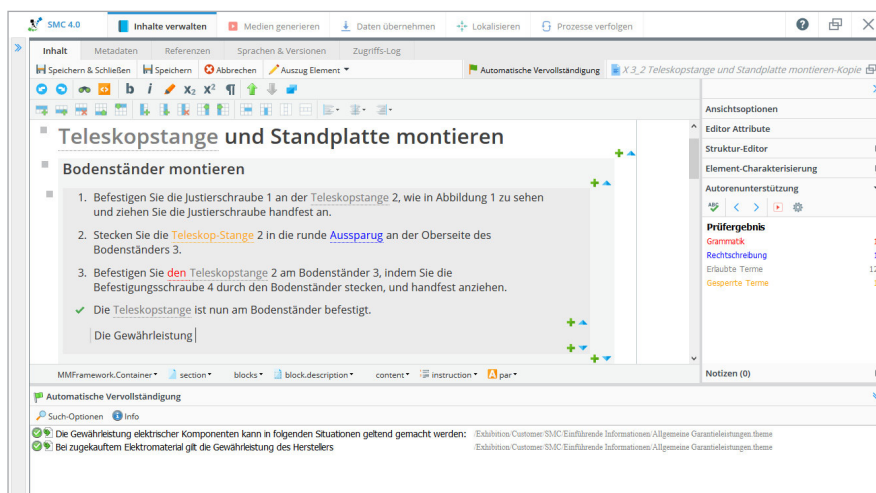 SMC 4.0 Inhalte verwalten Medien generieren Daten übernehmen Lokalisieren Prozesse verfolgen
Inhalt Metadaten Referenzen Sprachen & Versionen Zugriffs-Log
Speichern & Schließen Speichern Abbrechen Auszug Element Automatische Vervollständigung X 3_2 Teleskopstange und Standplatte montieren-Kopie
b i X₂ X² ¶
Ansichtsoptionen
Editor Attribute
Struktur-Editor
Element-Charakterisierung
Autorenunterstützung
ABC
Prüfergebnis
Grammatik
Rechtschreibung
Erlaubte Terme 12
Gesperrte Terme
Notizen (0)
Teleskopstange und Standplatte montieren
Bodenständer montieren
1. Befestigen Sie die Justierschraube 1 an der Teleskopstange 2, wie in Abbildung 1 zu sehen
und ziehen Sie die Justierschraube handfest an.
2. Stecken Sie die Teleskop-Stange 2 in die runde Aussparug an der Oberseite des
Bodenständers 3.
3. Befestigen Sie den Teleskopstange 2 am Bodenständer 3, indem Sie die
Befestigungsschraube 4 durch den Bodenständer stecken, und handfest anziehen.
Die Teleskopstange ist nun am Bodenständer befestigt.
Die Gewährleistung
MMFramework.Container section blocks block.description content instruction par
Automatische Vervollständigung
Such-Optionen Info
Die Gewährleistung elektrischer Komponenten kann in folgenden Situationen geltend gemacht werden: /Exhibition/Customer/SMC/Einführende Informationen/Allgemeine Garantieleistungen.theme
Bei zugekauftem Elektromaterial gilt die Gewährleistung des Herstellers /Exhibition/Customer/SMC/Einführende Informationen/Allgemeine Garantieleistungen.theme